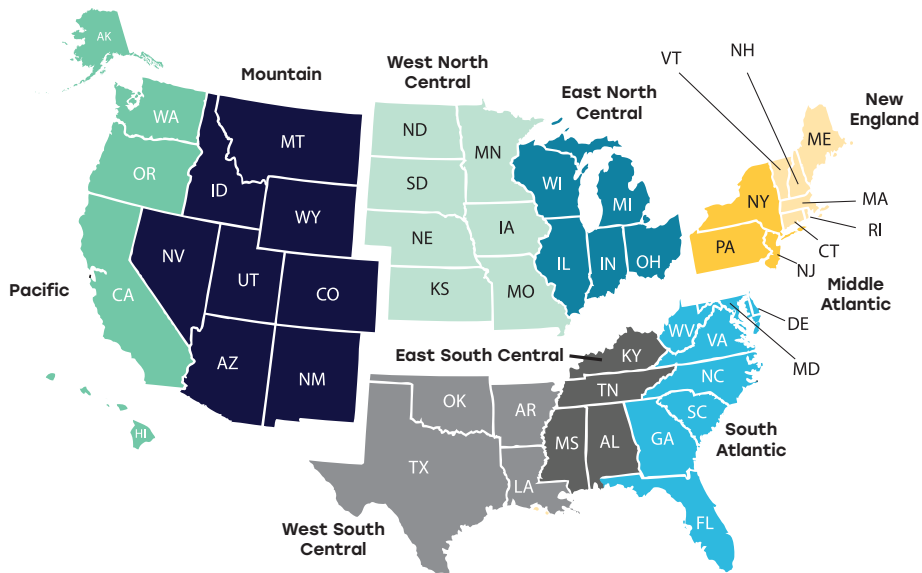 AK
VT
NH
West North
Central
Mountain
East North
Central
New
England
WA
ND
MT
MN
ME
OR
ID
SD
WI
NY
MI
MA
WY
IA
RI
NE
PA
CT
NV
UT
IL
IN
OH
NJ
Pacific
CA
CO
KS
MO
Middle
Atlantic
DE
WV
VA
MD
East South Central
KY
AZ
NM
TN
NC
OK
AR
SC
HI
MS
AL
GA
South
Atlantic
TX
LA
FL
West South
Central